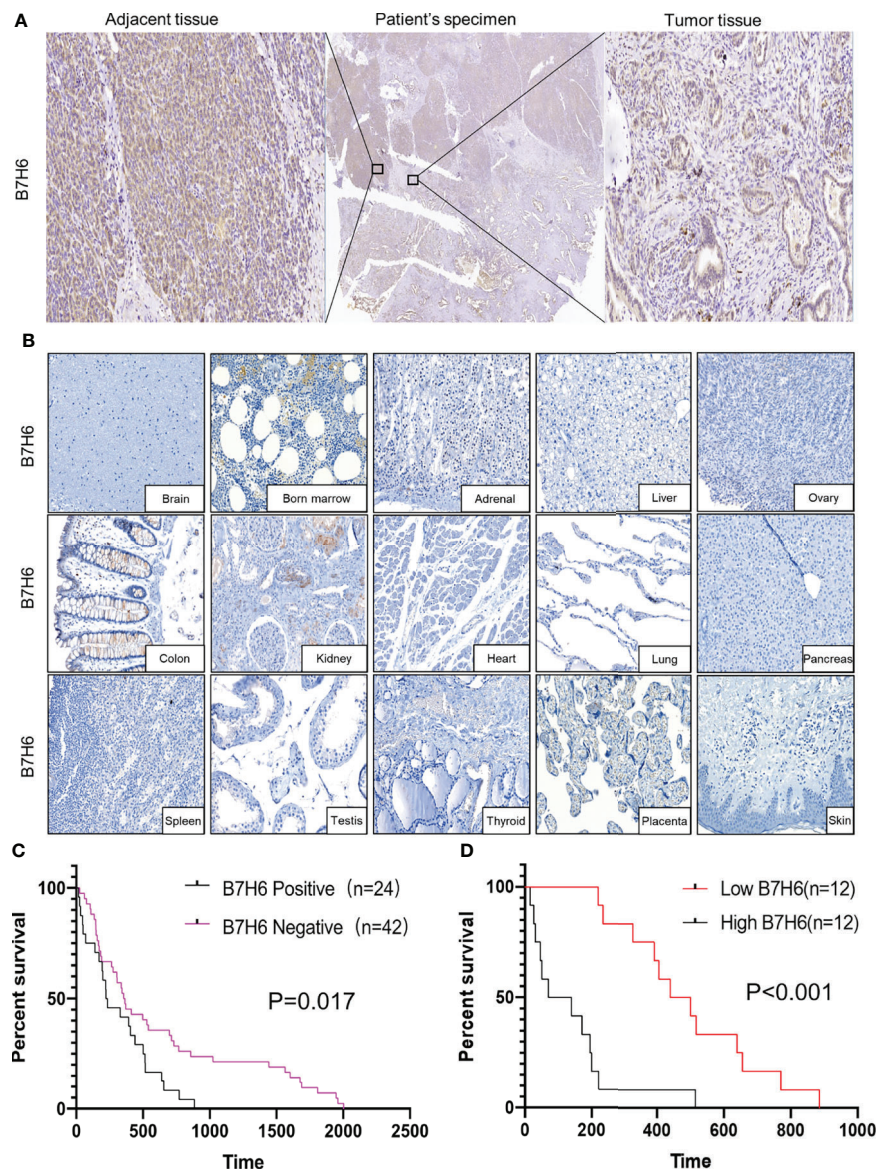 A
Adjacent tissue Patient's specimen Tumor tissue
B7H6
B
B7H6
Brain Born marrow Adrenal Liver Ovary
B7H6
Colon Kidney Heart Lung Pancreas
B7H6
Spleen Testis Thyroid Placenta Skin
C
Percent survival
100
50
0
0 500 1000 1500 2000 2500
Time
B7H6 Positive (n=24)
B7H6 Negative (n=42)
P=0.017
D
Percent survival
100
50
0
0 200 400 600 800 1000
Time
Low B7H6(n=12)
High B7H6(n=12)
P<0.001